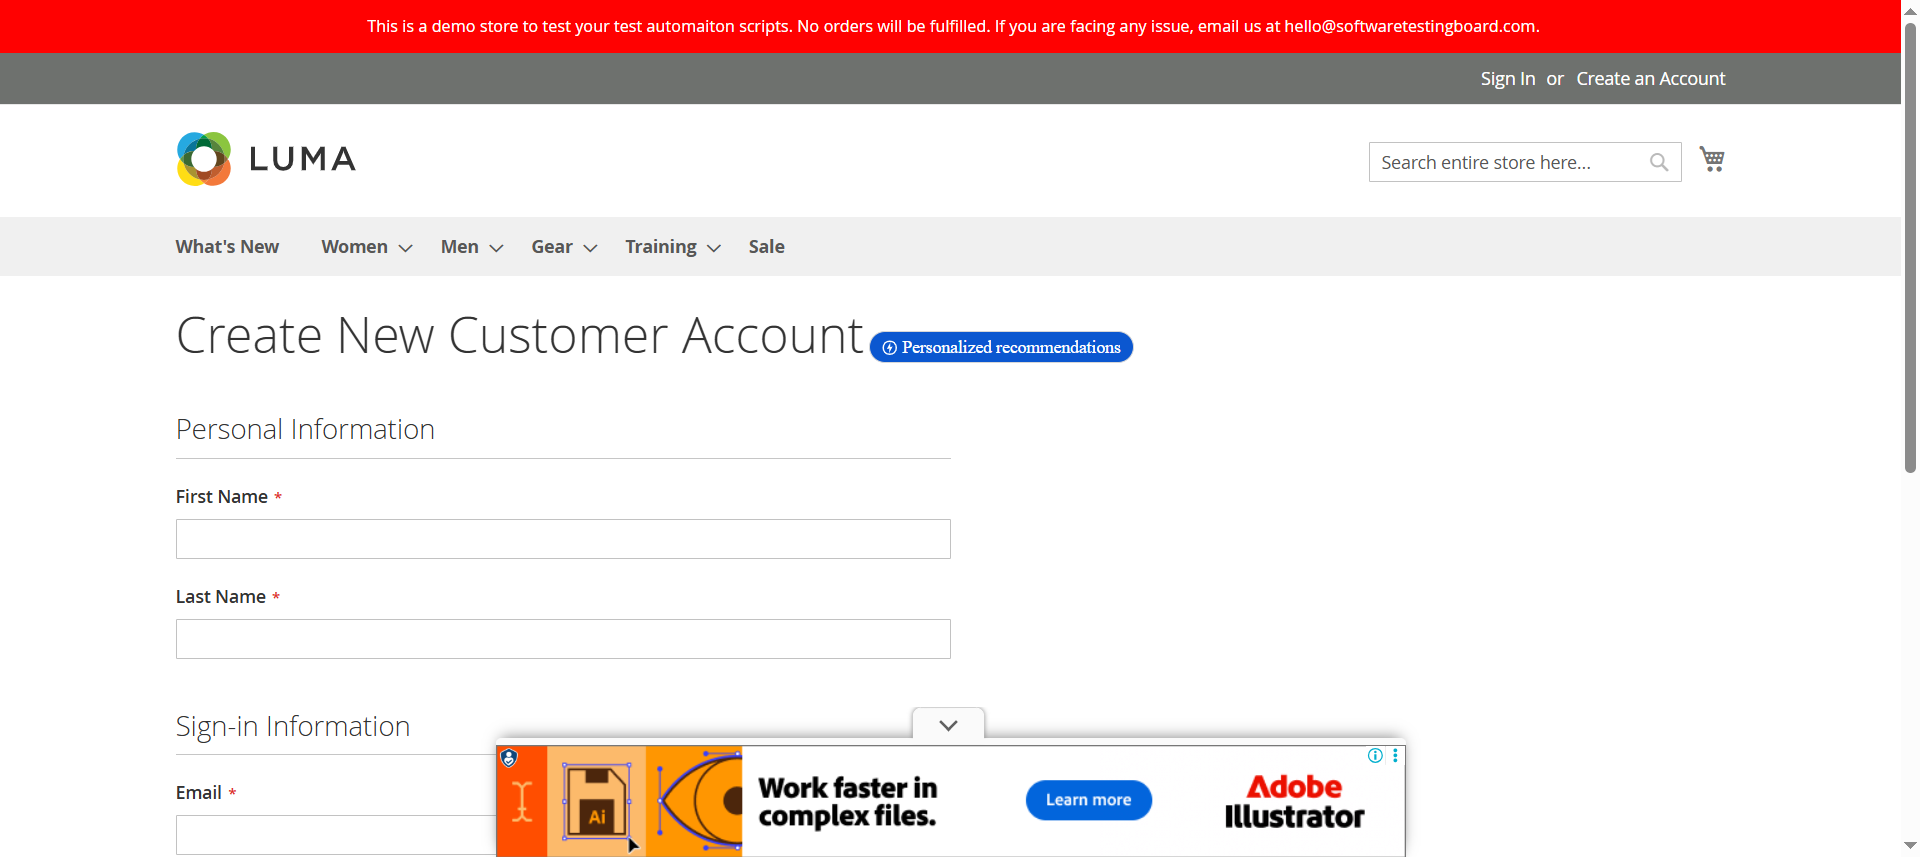 This is a demo store to test your test automaiton scripts. No orders will be fulfilled. If you are facing any issue, email us at hello@softwaretestingboard.com.
Sign In or Create an Account
LUMA
Search entire store here...
What's New Women Men Gear Training Sale
Create New Customer Account
Personalized recommendations
Personal Information
First Name *
Last Name *
Sign-in Information
Email *
Ai
Work faster in
complex files.
Learn more
Adobe
Illustrator